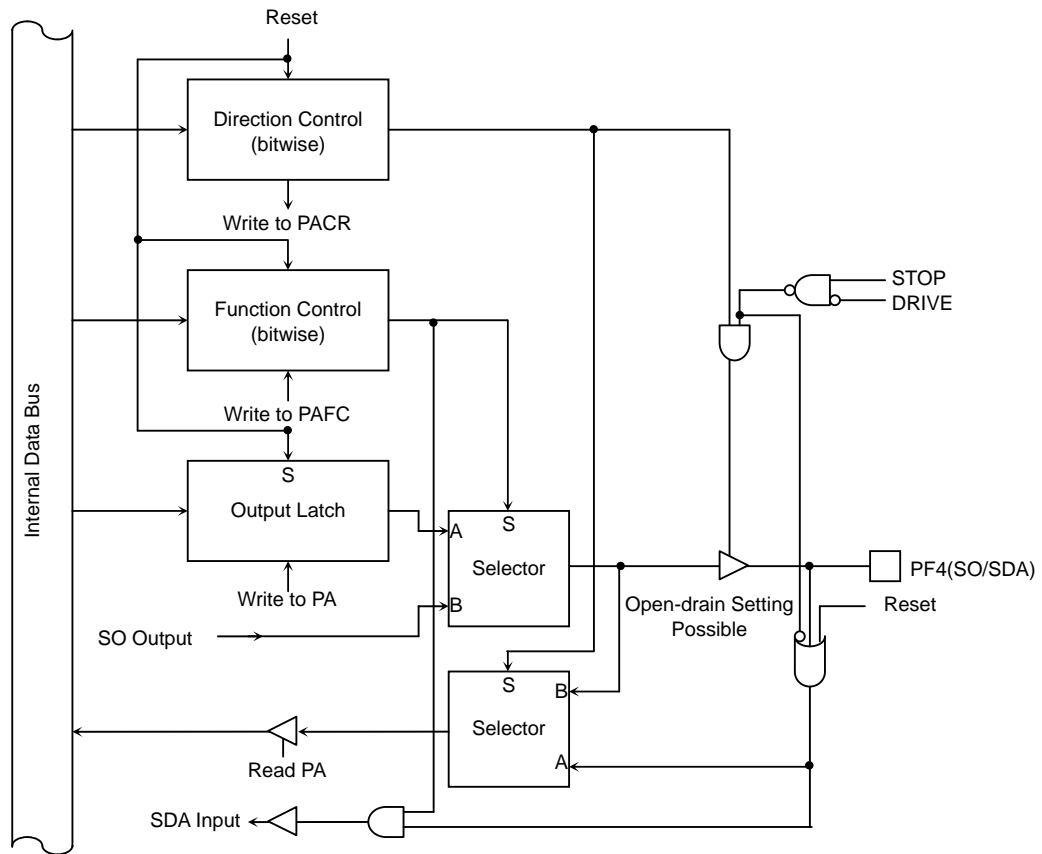 Reset
Direction Control
(bitwise)
Write to PACR
STOP
DRIVE
Function Control
(bitwise)
Write to PAFC
Internal Data Bus
S
Output Latch
A
S
Selector
B
Write to PA
SO Output
PF4(SO/SDA)
Open-drain Setting
Possible
Reset
S
B
Selector
A
Read PA
SDA Input